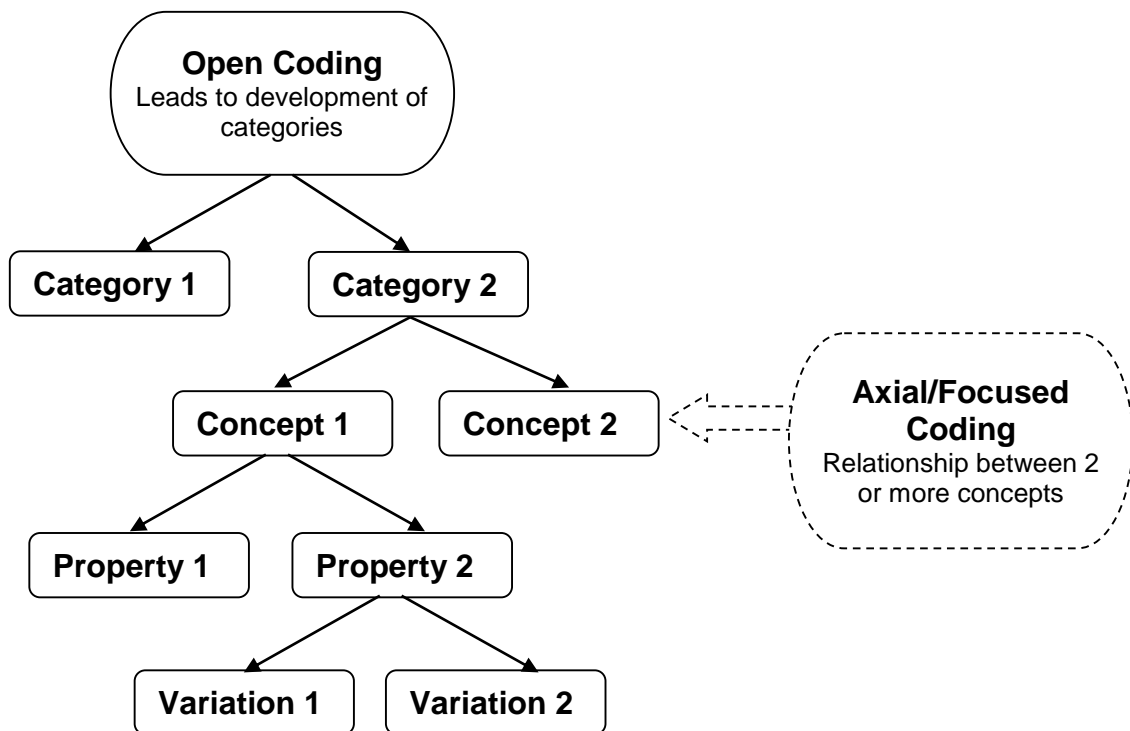 Open Coding
Leads to development of
categories
Category 1
Category 2
Concept 1
Concept 2
Axial/Focused
Coding
Relationship between 2
or more concepts
Property 1
Property 2
Variation 1
Variation 2